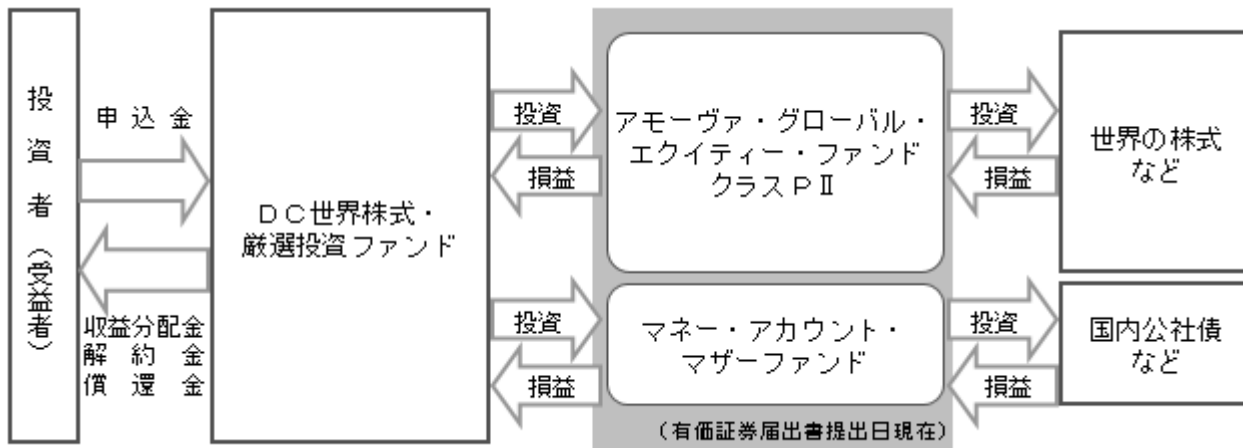 投資者（受益者）
申込金
収益分配金
解約金
償還金
ＤＣ世界株式・
厳選投資ファンド
投資
損益
投資
損益
アモーヴァ・グローバル・
エクイティー・ファンド
クラスＰⅡ
マネー・アカウント・
マザーファンド
（有価証券届出書提出日現在）
投資
損益
投資
損益
世界の株式
など
国内公社債
など